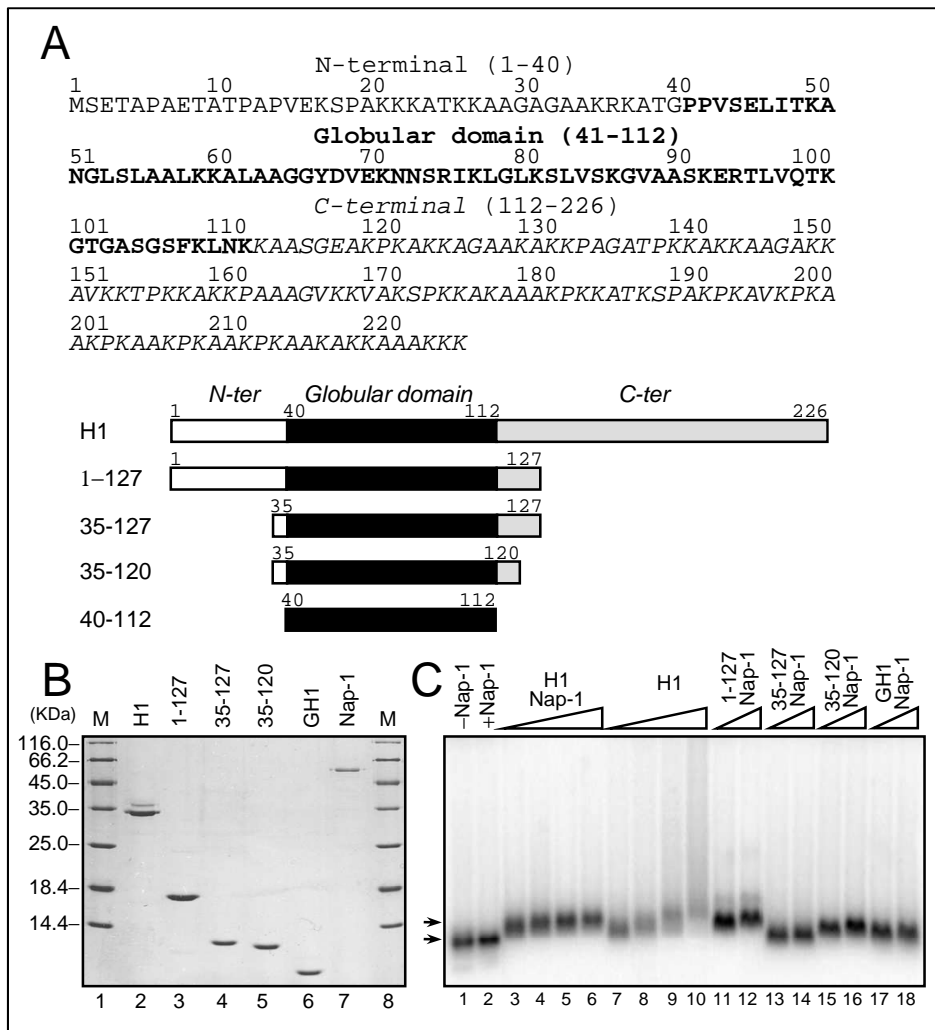 A
N-terminal (1-40)
1 10 20 30 40 50
MSETAPAETATPAPVEKSPAKKKATKKAAGAGAAKRKATGPPVSELITKA
Globular domain (41-112)
51 60 70 80 90 100
NGLSLAALKKALAAGGYDVEKNNSRIKLGLKSLVSKGVAASKERTLVQTK
C-terminal (112-226)
101 110 120 130 140 150
GTGASGSFKLNKKAASGEAKPKAKKAGAAKAKKPAGATPKKAKKAAGAKK
151 160 170 180 190 200
AVKKTPKKAKKPAAAGVKKVAKSPKKAKAAAKPKKATKSPAKPKAVKPKA
201 210 220
AKPKAAKPKAAKPKAAKAKKAAAKKK
N-ter Globular domain C-ter
1 40 112 226
H1
1 127
1–127
35 127
35-127
35 120
35-120
40 112
40-112
B
(KDa) M H1 1-127 35-127 35-120 GH1 Nap-1 M
116.0–
66.2–
45.0–
35.0–
25.0–
18.4–
14.4–
1 2 3 4 5 6 7 8
C
–Nap-1 +Nap-1 H1 Nap-1 H1 1-127 Nap-1 35-127 Nap-1 35-120 Nap-1 GH1 Nap-1
1 2 3 4 5 6 7 8 9 10 11 12 13 14 15 16 17 18